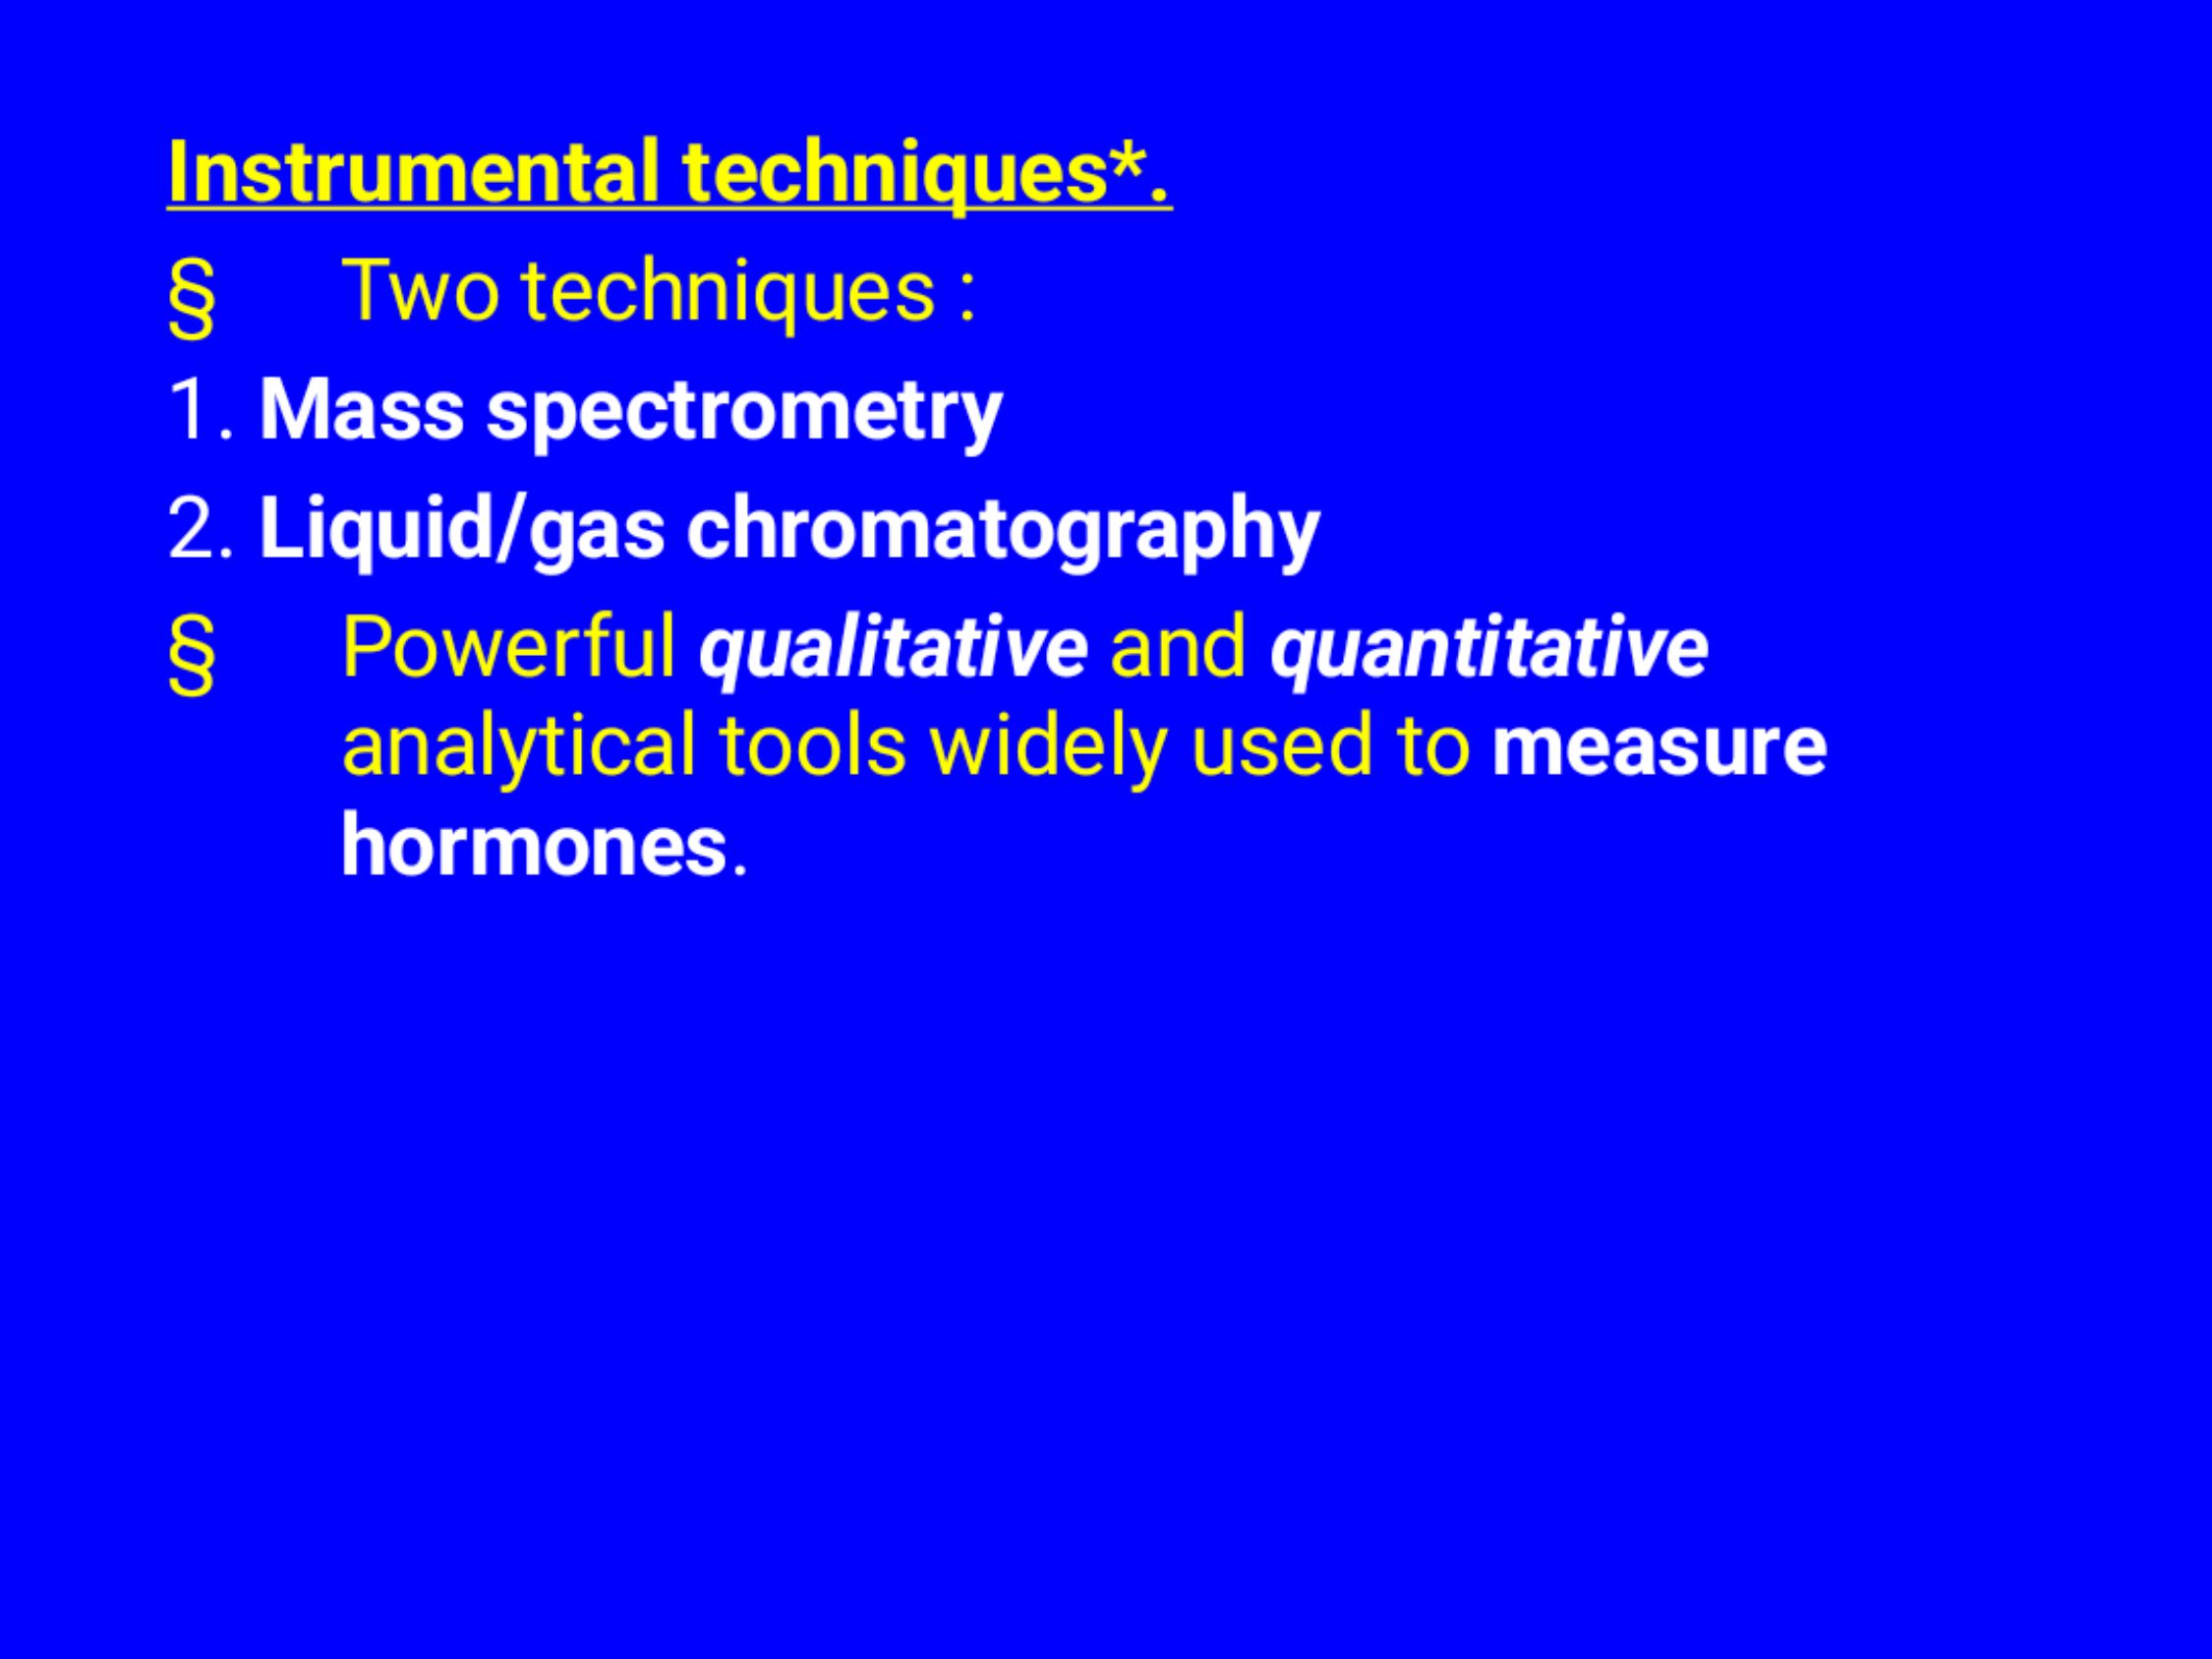 Instrumental techniques*.
§ Two techniques :
1. Mass spectrometry
2. Liquid/gas chromatography
§ Powerful qualitative and quantitative
analytical tools widely used to measure
hormones.